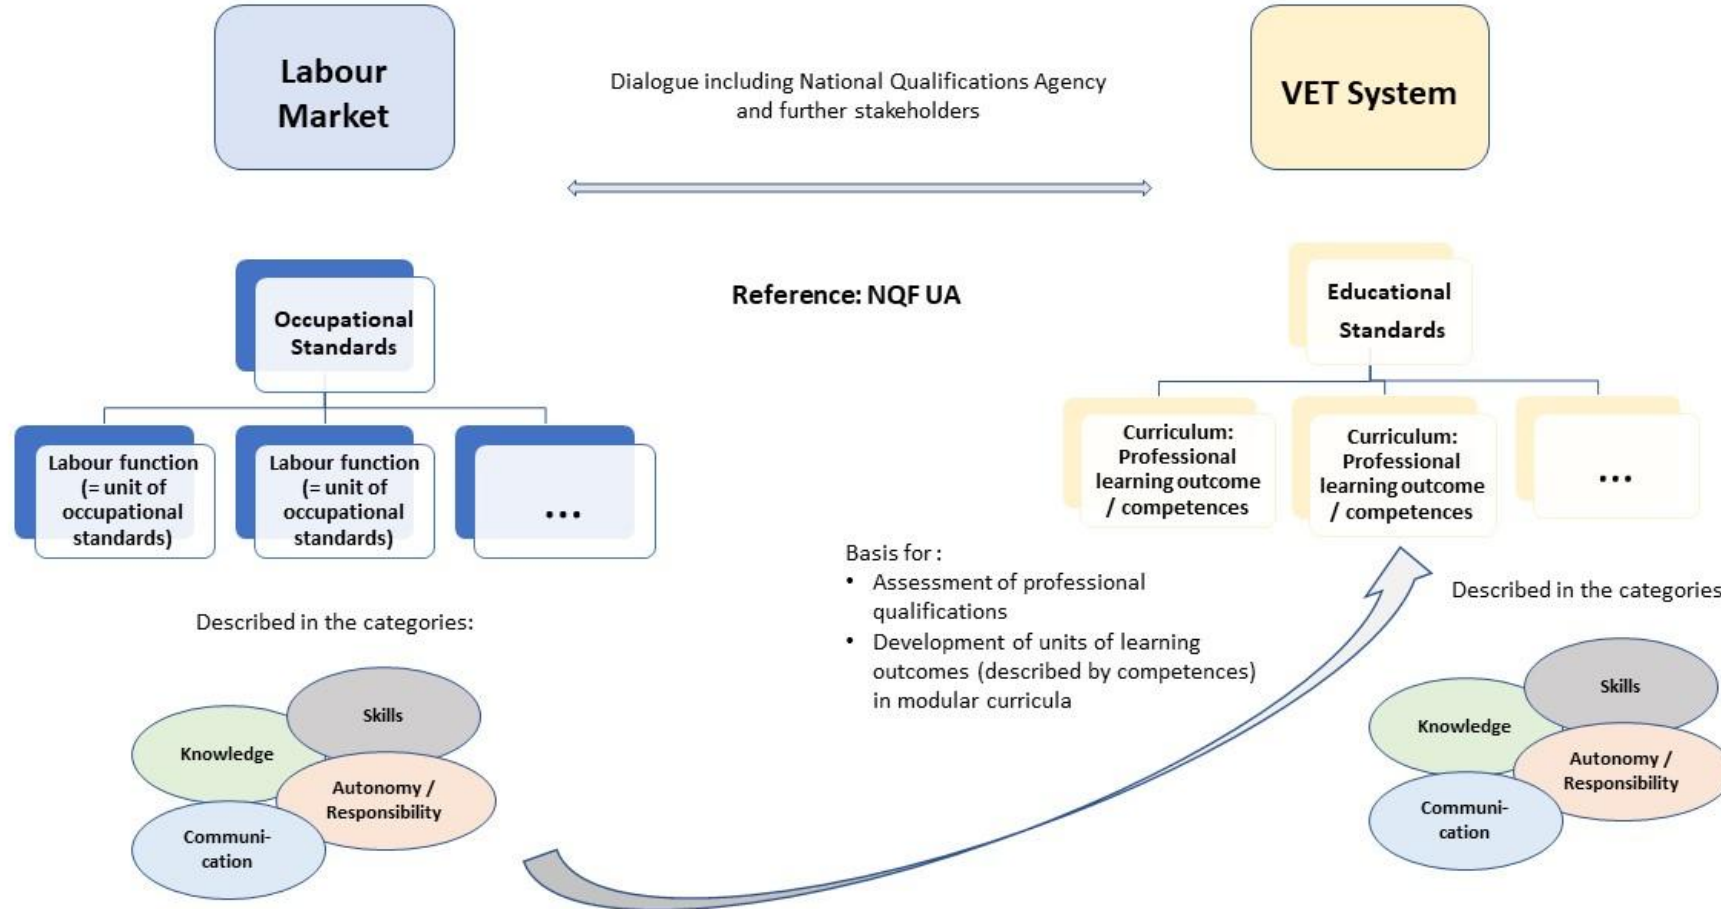 Labour
Market
Dialogue including National Qualifications Agency
and further stakeholders
VET System
Reference: NQF UA
Occupational
Standards
Labour function
(= unit of
occupational
standards)
Labour function
(= unit of
occupational
standards)
...
Educational
Standards
Curriculum:
Professional
learning outcome
/ competences
Curriculum:
Professional
learning outcome
/ competences
...
Described in the categories:
Skills
Knowledge
Autonomy /
Responsibility
Communi-
cation
Basis for :
• Assessment of professional
qualifications
• Development of units of learning
outcomes (described by competences)
in modular curricula
Described in the categories
Skills
Knowledge
Autonomy /
Responsibility
Communi-
cation